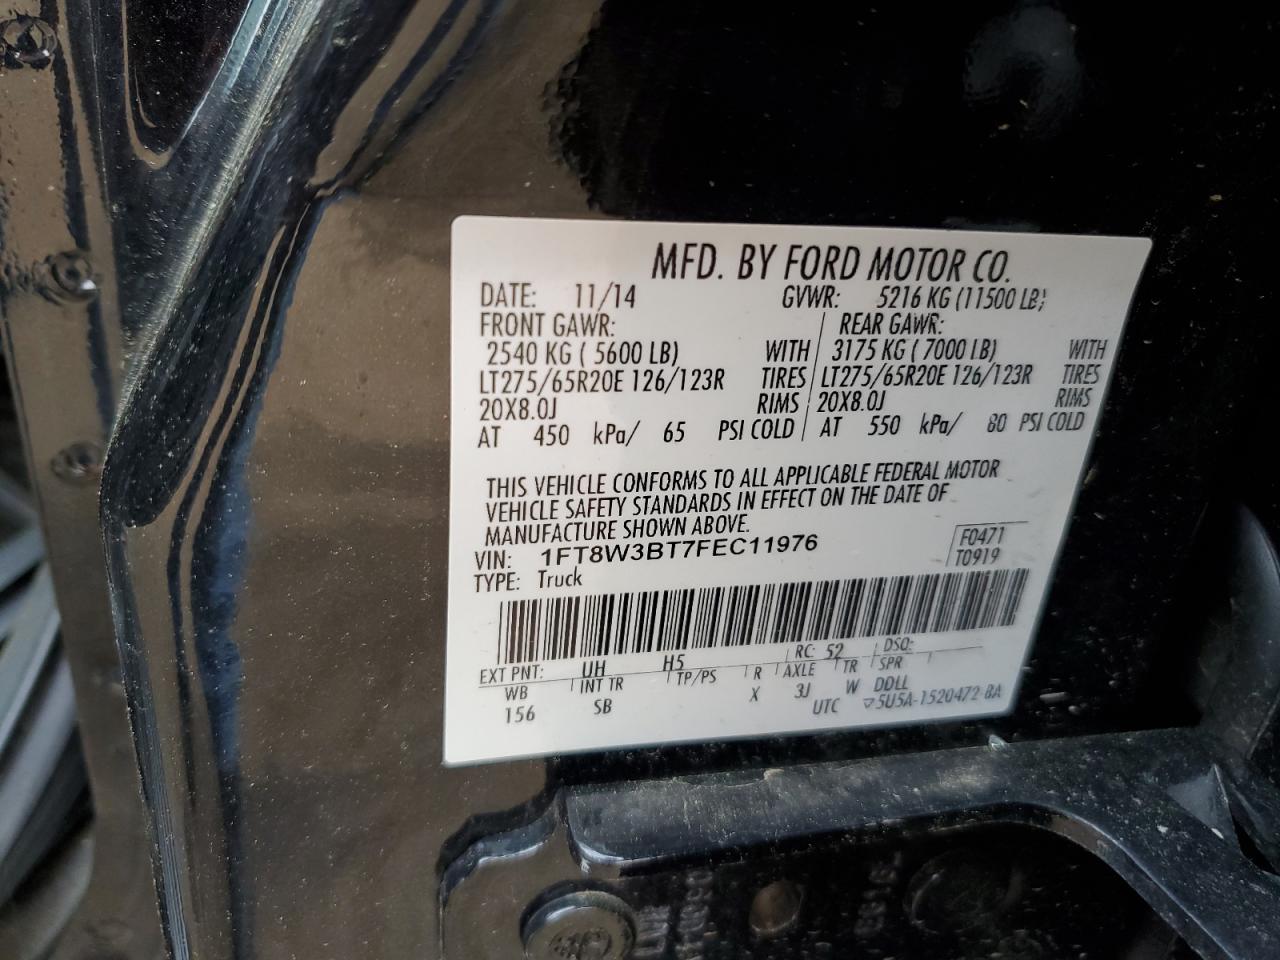 MFD. BY FORD MOTOR CO.
DATE: 11/14 GVWR: 5216 KG (11500 LB)
FRONT GAWR: REAR GAWR:
2540 KG ( 5600 LB) WITH 3175 KG ( 7000 LB) WITH
LT275/65R20E 126/123R TIRES LT275/65R20E 126/123R TIRES
20X8.0J RIMS 20X8.0J RIMS
AT 450 kPa/ 65 PSI COLD AT 550 kPa/ 80 PSI COLD
THIS VEHICLE CONFORMS TO ALL APPLICABLE FEDERAL MOTOR
VEHICLE SAFETY STANDARDS IN EFFECT ON THE DATE OF
MANUFACTURE SHOWN ABOVE.
VIN: 1FT8W3BT7FEC11976 F0471
TYPE: Truck T0919
EXT PNT: UH H5 RC: 52 DSO:
WB INT TR TP/PS R AXLE TR SPR
156 SB X 3J W DDLL
UTC ▽5U5A-1520472-BA